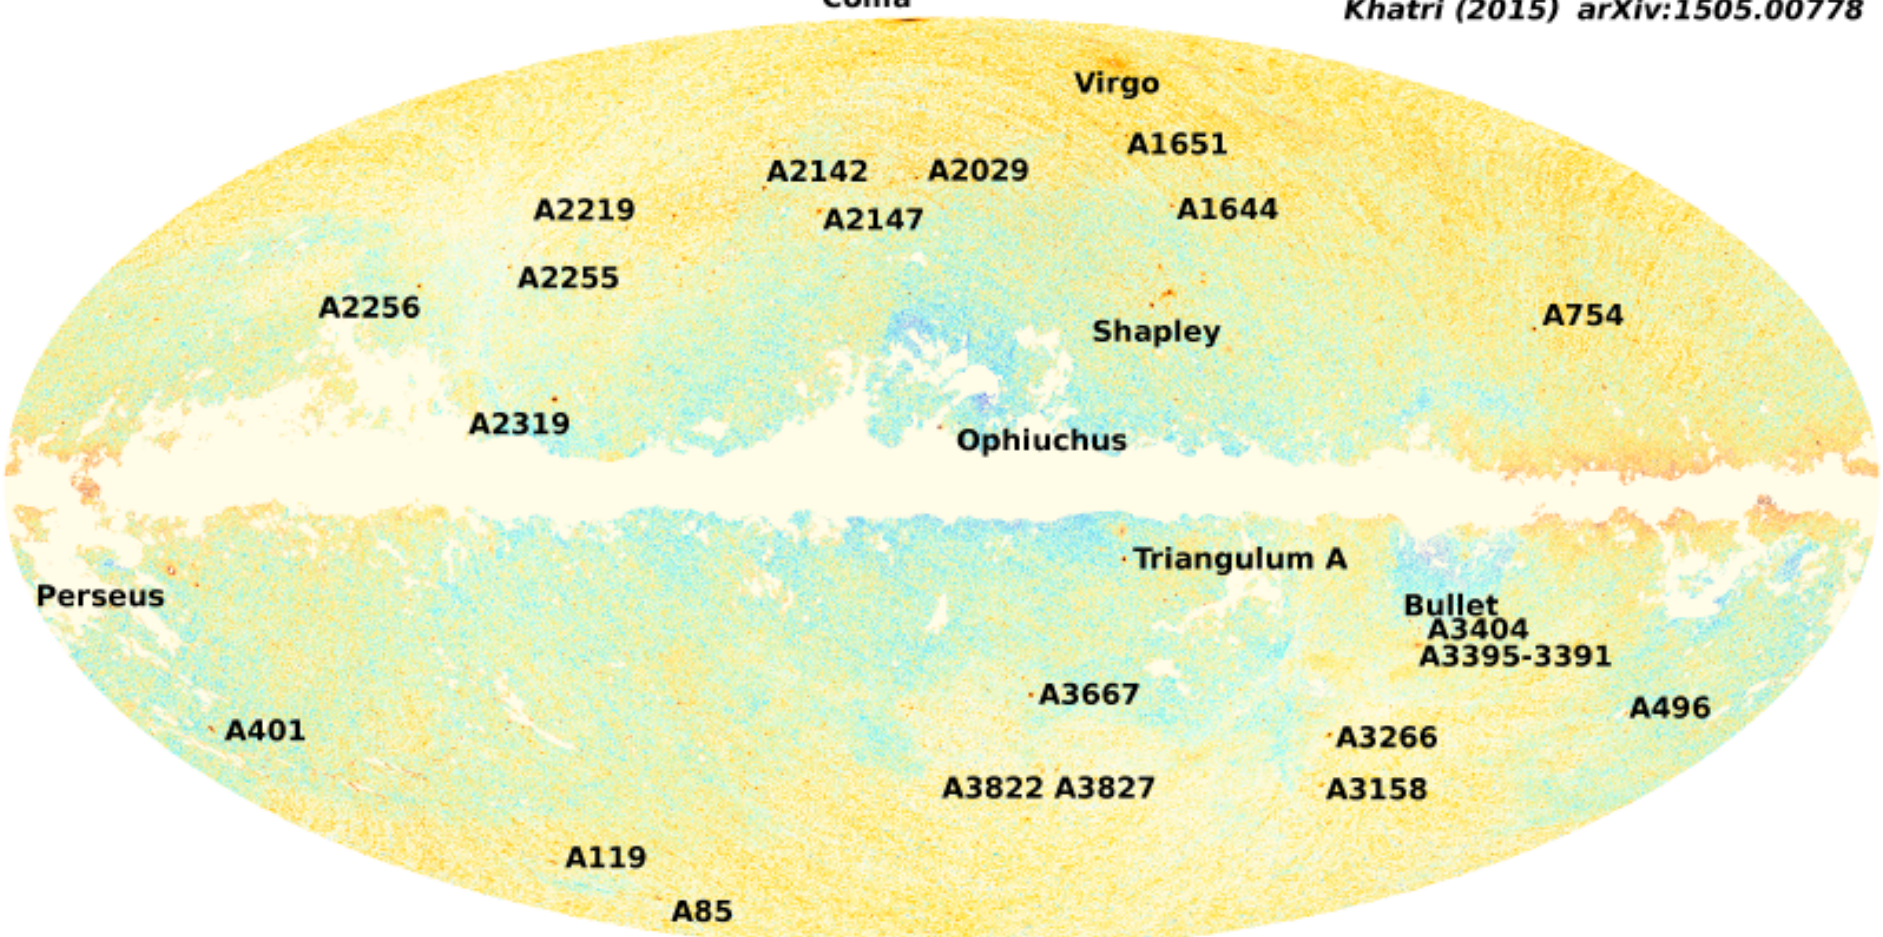 Coma
Khatri (2015) arXiv:1505.00778
Virgo
A1651
A2142 A2029
A2219
A2147
A1644
A2255
A2256
A754
Shapley
A2319
Ophiuchus
Triangulum A
Perseus
Bullet
A3404
A3395-3391
A3667
A496
A401
A3266
A3822 A3827
A3158
A119
A85